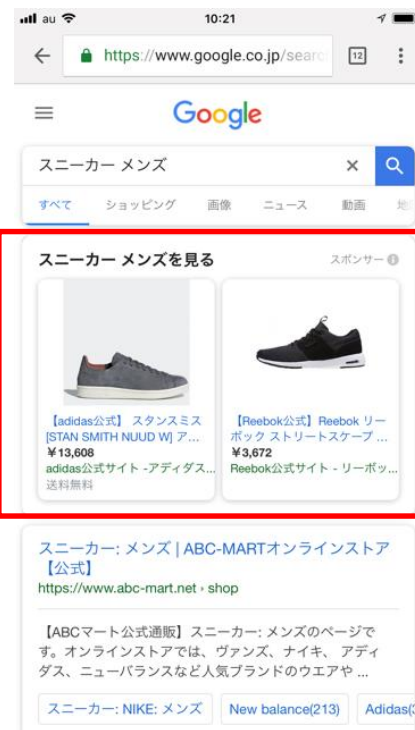 au 10:21
https://www.google.co.jp/searc
12
Google
スニーカー メンズ
すべて ショッピング 画像 ニュース 動画
スニーカー メンズを見る スポンサー
【adidas公式】 スタンスミス
[STAN SMITH NUUD W] ア...
¥13,608
adidas公式サイト -アディダス...
送料無料
【Reebok公式】Reebok リー
ボック ストリートスケープ ...
¥3,672
Reebok公式サイト - リーボッ...
スニーカー: メンズ | ABC-MARTオンラインストア
【公式】
https://www.abc-mart.net › shop
【ABCマート公式通販】スニーカー: メンズのページで
す。オンラインストアでは、ヴァンズ、ナイキ、 アディ
ダス、ニューバランスなど人気ブランドのウエアや ...
スニーカー: NIKE: メンズ New balance(213) Adidas(